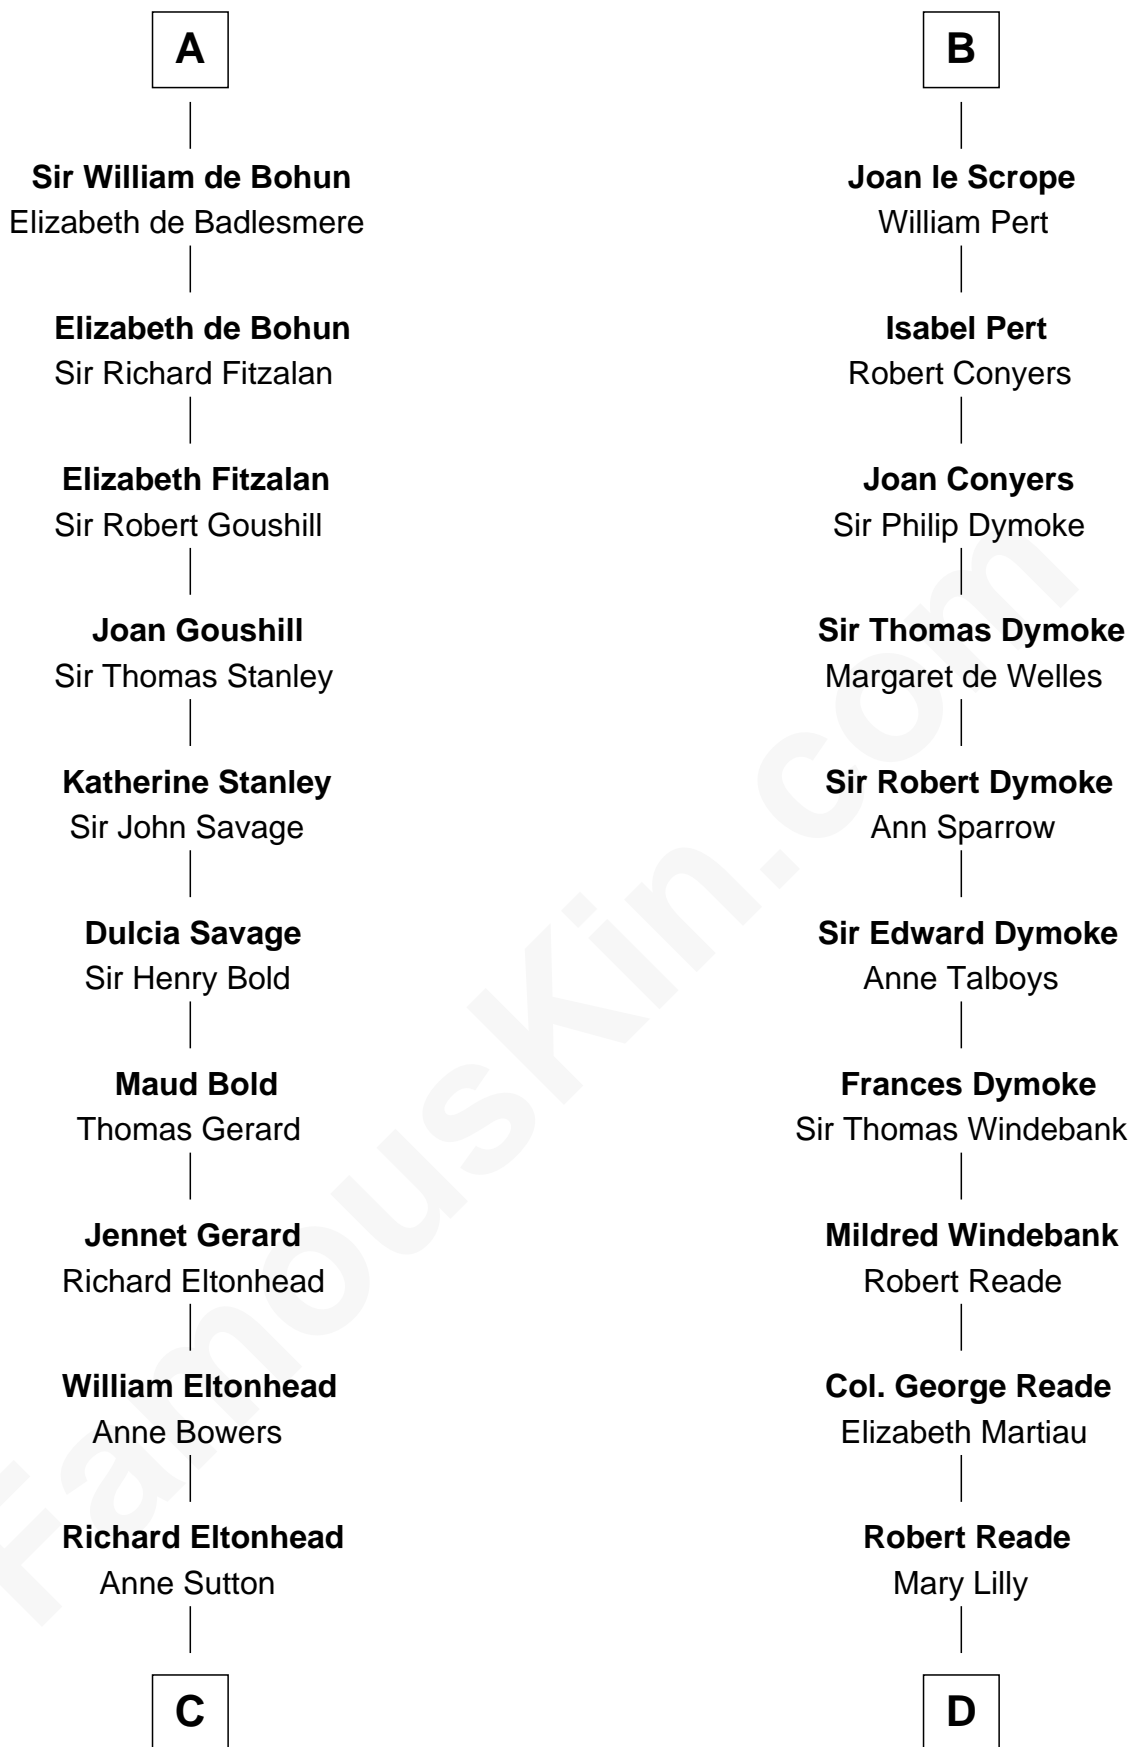 A
Sir William de Bohun
Elizabeth de Badlesmere
Elizabeth de Bohun
Sir Richard Fitzalan
Elizabeth Fitzalan
Sir Robert Goushill
Joan Goushill
Sir Thomas Stanley
Katherine Stanley
Sir John Savage
Dulcia Savage
Sir Henry Bold
Maud Bold
Thomas Gerard
Jennet Gerard
Richard Eltonhead
William Eltonhead
Anne Bowers
Richard Eltonhead
Anne Sutton
C
B
Joan le Scrope
William Pert
Isabel Pert
Robert Conyers
Joan Conyers
Sir Philip Dymoke
Sir Thomas Dymoke
Margaret de Welles
Sir Robert Dymoke
Ann Sparrow
Sir Edward Dymoke
Anne Talboys
Frances Dymoke
Sir Thomas Windebank
Mildred Windebank
Robert Reade
Col. George Reade
Elizabeth Martiau
Robert Reade
Mary Lilly
D
FamousKin.com